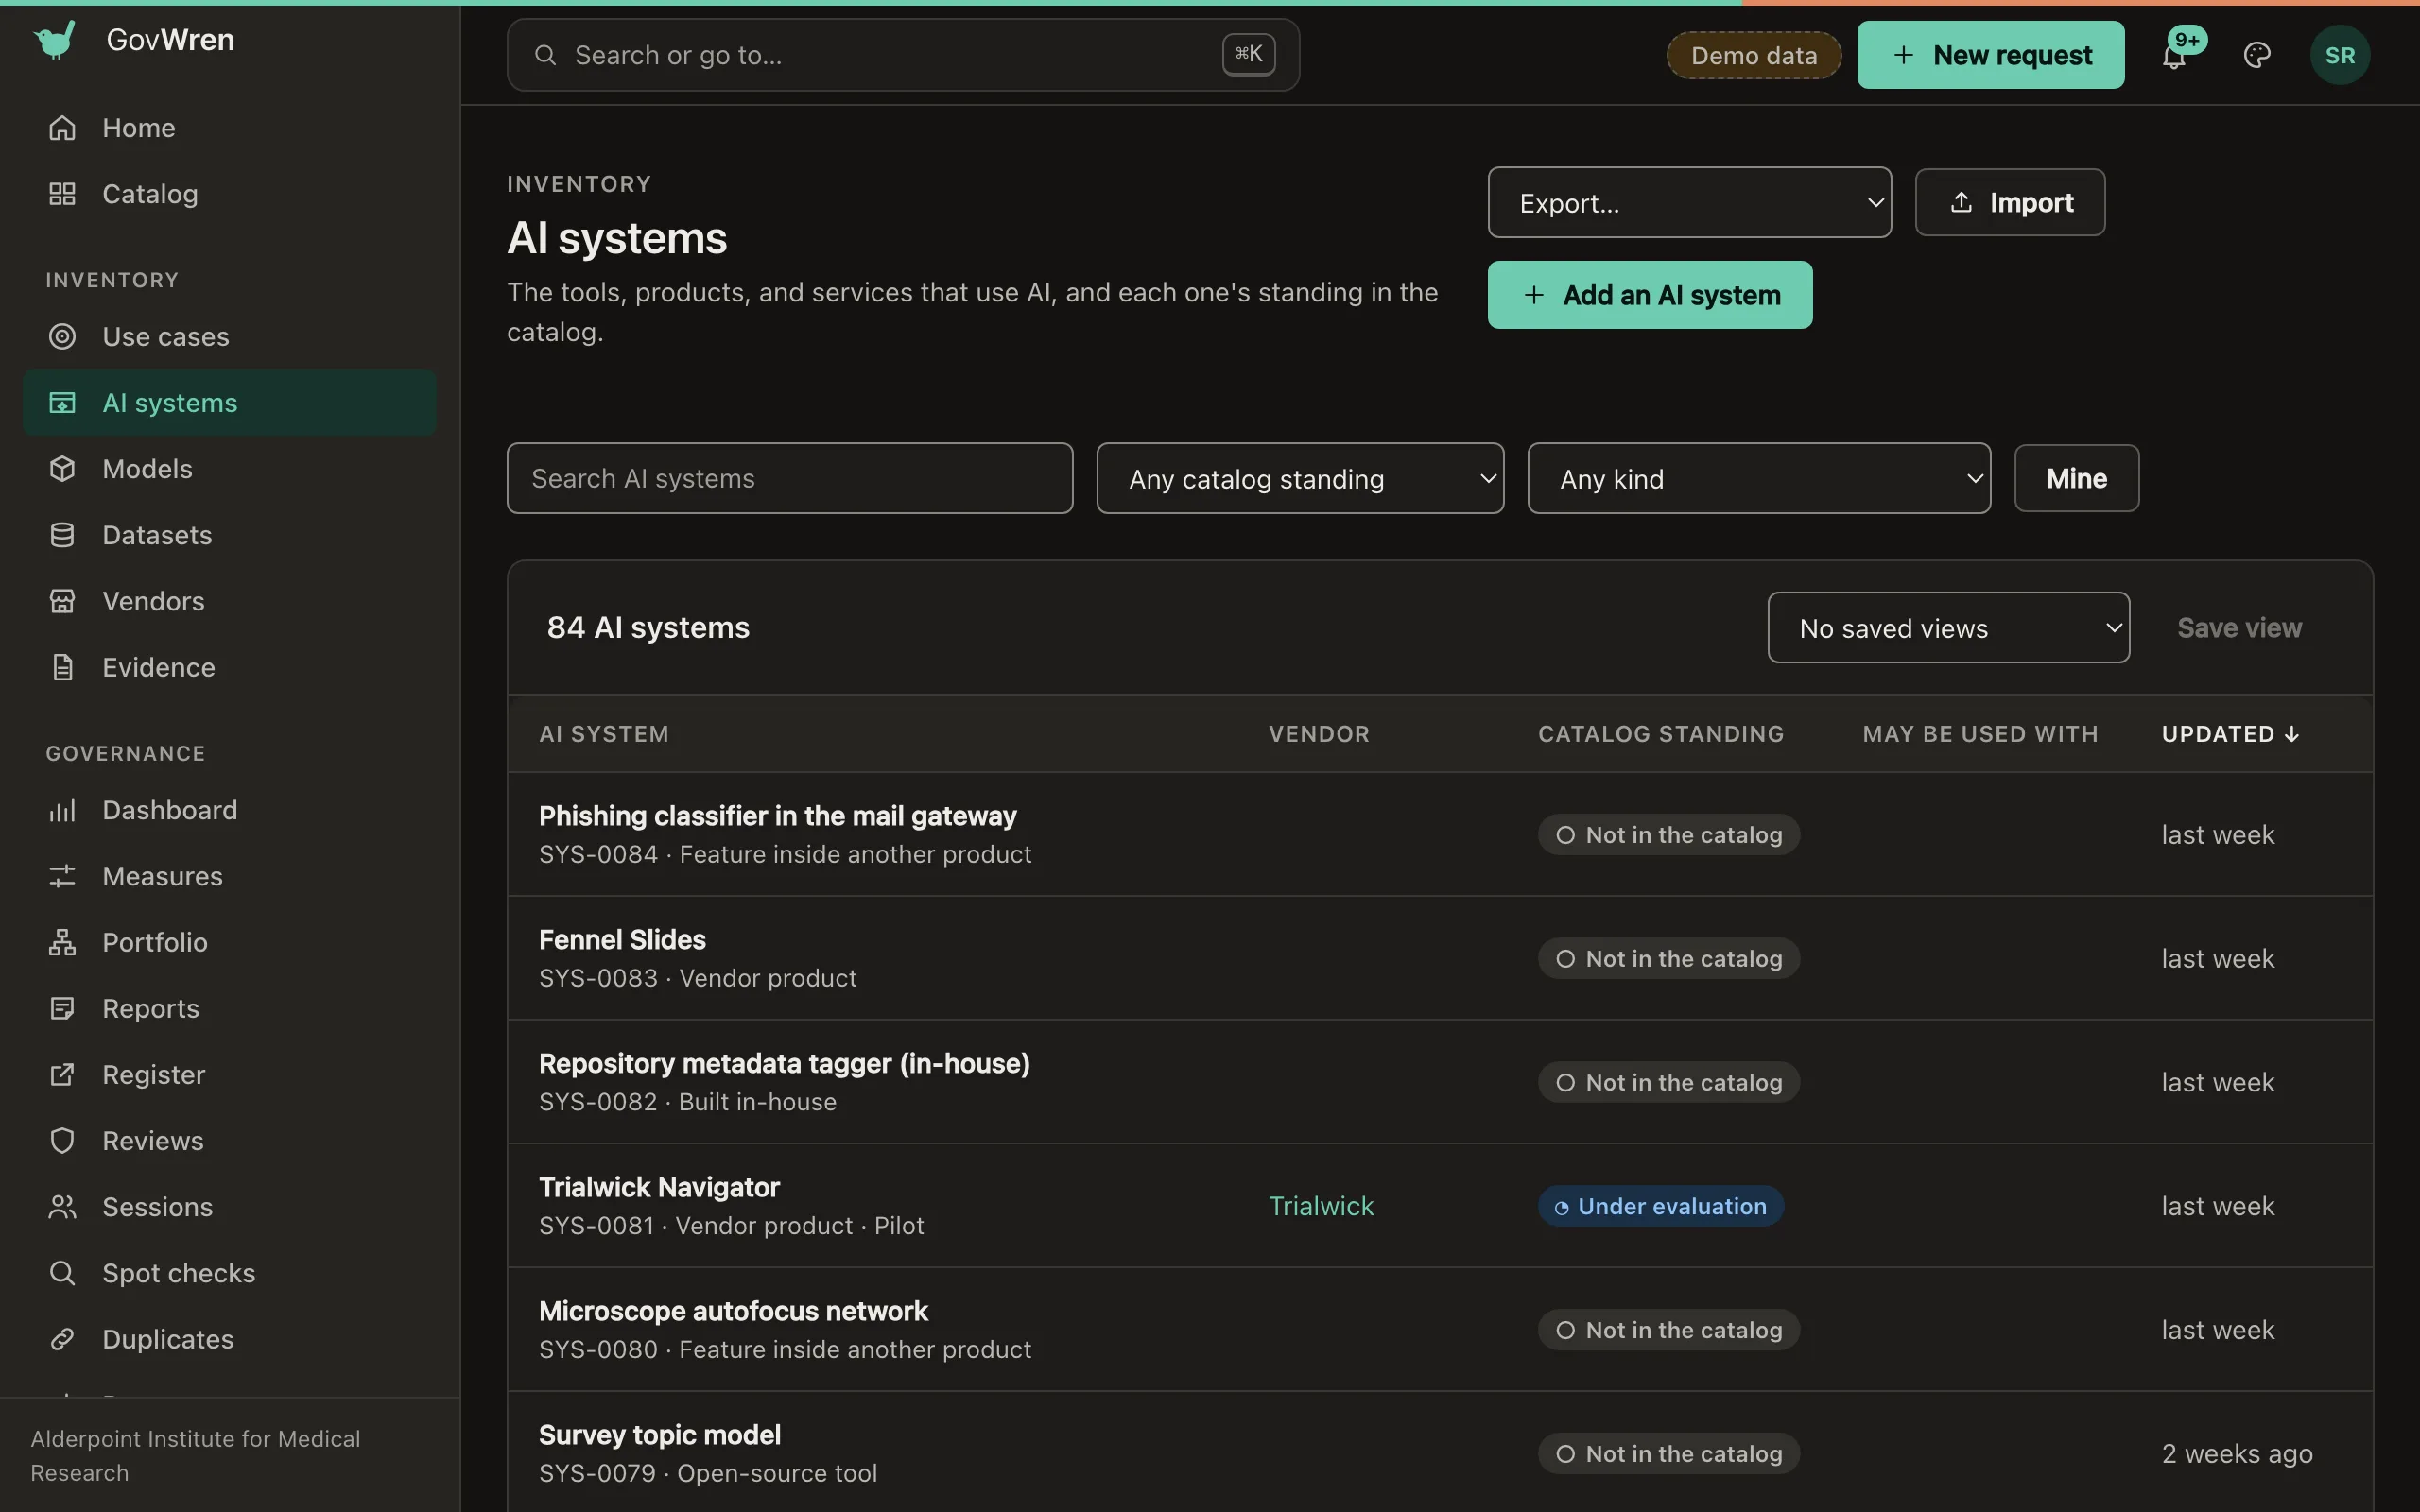 GovWren
Search or go to...
⌘K
Demo data
+ New request
9+
SR
Home
Catalog
INVENTORY
Use cases
AI systems
Models
Datasets
Vendors
Evidence
GOVERNANCE
Dashboard
Measures
Portfolio
Reports
Register
Reviews
Sessions
Spot checks
Duplicates
Alderpoint Institute for Medical
Research
INVENTORY
AI systems
The tools, products, and services that use AI, and each one's standing in the
catalog.
Export...
Import
+ Add an AI system
Search AI systems
Any catalog standing
Any kind
Mine
84 AI systems
No saved views
Save view
AI SYSTEM VENDOR CATALOG STANDING MAY BE USED WITH UPDATED ↓
Phishing classifier in the mail gateway
SYS-0084 · Feature inside another product
Not in the catalog
last week
Fennel Slides
SYS-0083 · Vendor product
Not in the catalog
last week
Repository metadata tagger (in-house)
SYS-0082 · Built in-house
Not in the catalog
last week
Trialwick Navigator
SYS-0081 · Vendor product · Pilot
Trialwick
Under evaluation
last week
Microscope autofocus network
SYS-0080 · Feature inside another product
Not in the catalog
last week
Survey topic model
SYS-0079 · Open-source tool
Not in the catalog
2 weeks ago